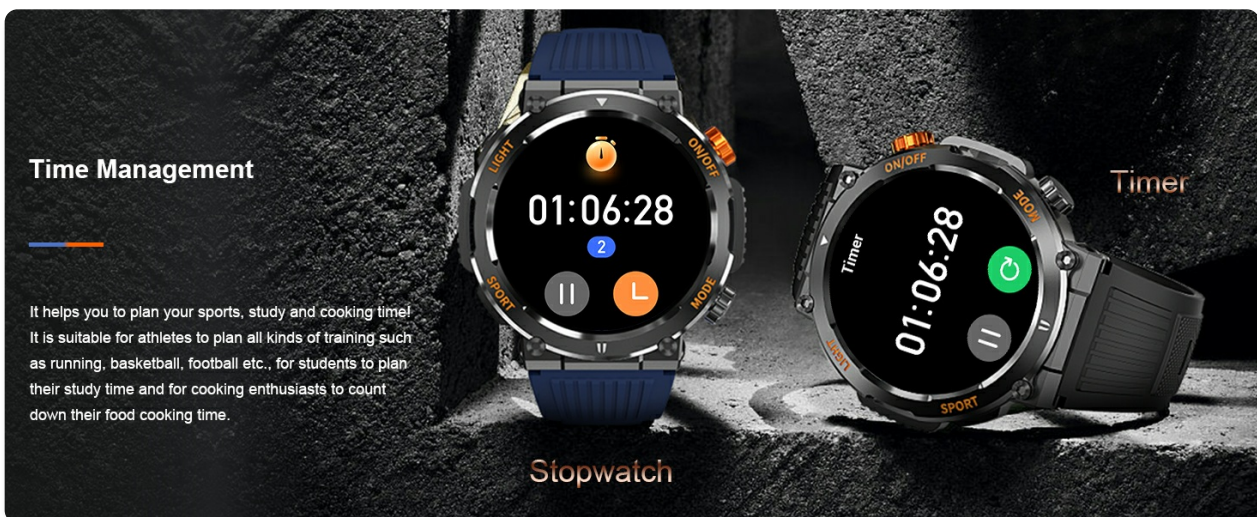 Time Management
It helps you to plan your sports, study and cooking time!
It is suitable for athletes to plan all kinds of training such
as running, basketball, football etc., for students to plan
their study time and for cooking enthusiasts to count
down their food cooking time.
LIGHT
ON/OFF
01:06:28
2
SPORT
MODE
Stopwatch
ON/OFF
MODE
Timer
01:06:28
LIGHT
SPORT
Timer